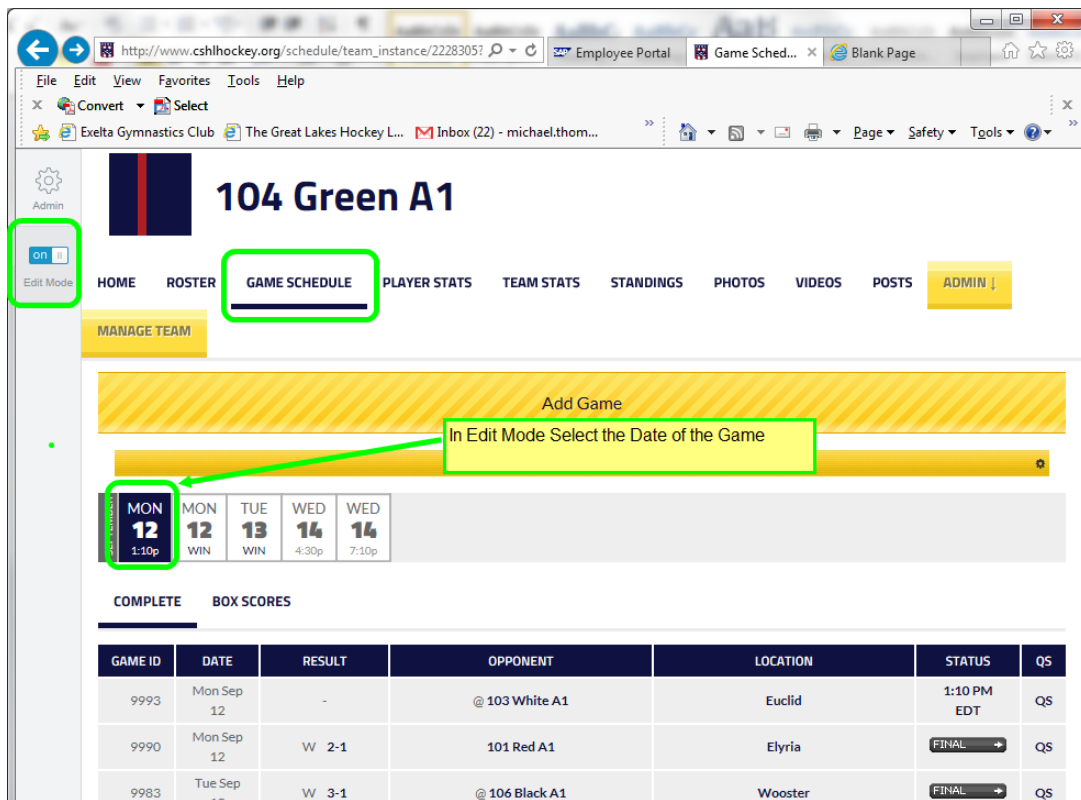 http://www.cshlhockey.org/schedule/team_instance/2228305?
SAP Employee Portal
Game Sched...
Blank Page
File Edit View Favorites Tools Help
Convert Select
Exelta Gymnastics Club The Great Lakes Hockey L... Inbox (22) - michael.thom... Page Safety Tools
Admin
104 Green A1
on
Edit Mode
HOME ROSTER GAME SCHEDULE PLAYER STATS TEAM STATS STANDINGS PHOTOS VIDEOS POSTS ADMIN ↓
MANAGE TEAM
Add Game
In Edit Mode Select the Date of the Game
SEPTEMBER
MON MON TUE WED WED
12 12 13 14 14
1:10p WIN WIN 4:30p 7:10p
COMPLETE BOX SCORES
GAME ID DATE RESULT OPPONENT LOCATION STATUS QS
9993 Mon Sep 12 - @ 103 White A1 Euclid 1:10 PM EDT QS
9990 Mon Sep 12 W 2-1 101 Red A1 Elyria FINAL QS
9983 Tue Sep W 3-1 @ 106 Black A1 Wooster FINAL QS